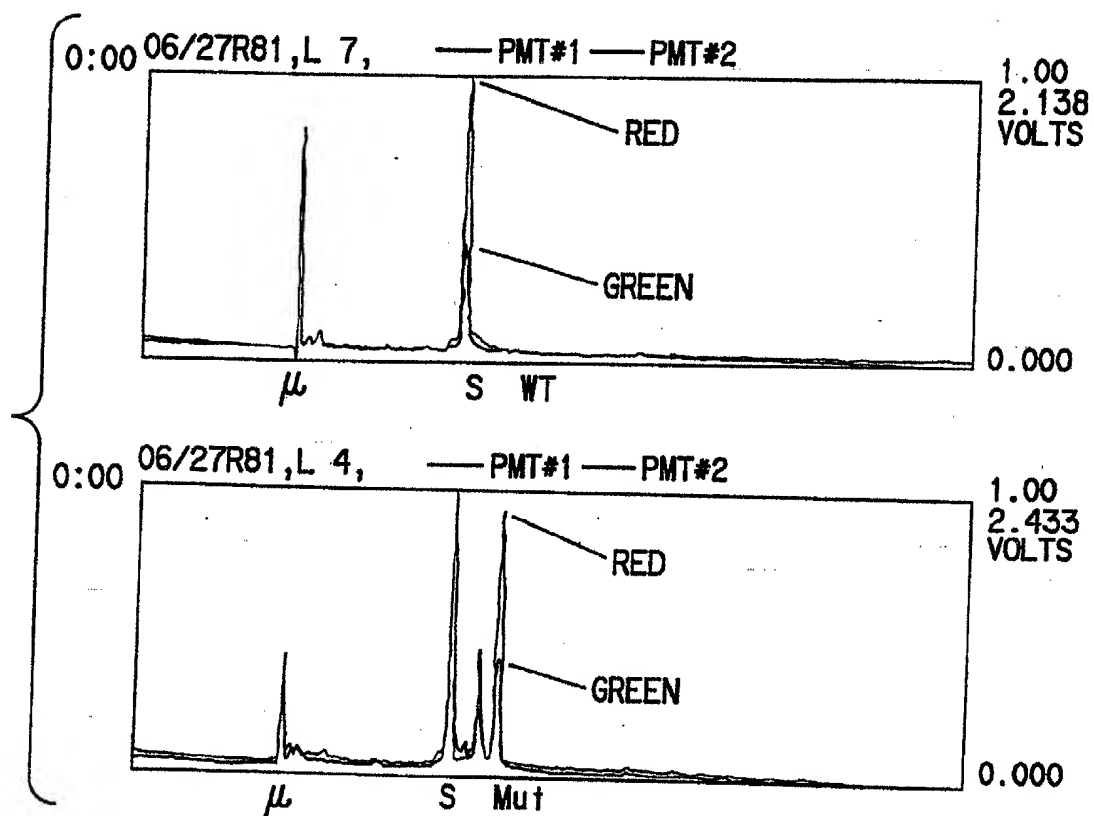 0:00 06/27R81,L 7, PMT#1 PMT#2
1.00
2.138
VOLTS
RED
GREEN
0.000
μ S WT
0:00 06/27R81,L 4, PMT#1 PMT#2
1.00
2.433
VOLTS
RED
GREEN
0.000
μ S Mut